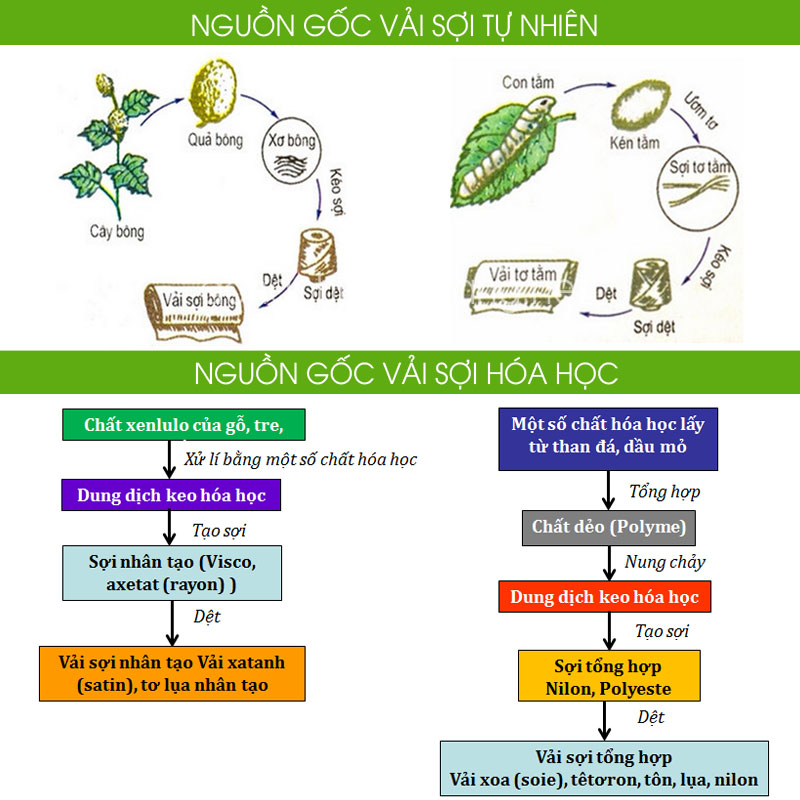 NGUỒN GỐC VẢI SỢI TỰ NHIÊN
Cây bông
Quả bông
Xơ bông
Kéo sợi
Sợi dệt
Dệt
Vải sợi bông
Con tằm
Kén tằm
Ươm tơ
Sợi tơ tằm
Kéo sợi
Sợi dệt
Dệt
Vải tơ tằm
NGUỒN GỐC VẢI SỢI HÓA HỌC
Chất xenlulo của gỗ, tre,
Xử lí bằng một số chất hóa học
Dung dịch keo hóa học
Tạo sợi
Sợi nhân tạo (Visco,
axetat (rayon) )
Dệt
Vải sợi nhân tạo Vải xatanh
(satin), tơ lụa nhân tạo
Một số chất hóa học lấy
từ than đá, dầu mỏ
Tổng hợp
Chất dẻo (Polyme)
Nung chảy
Dung dịch keo hóa học
Tạo sợi
Sợi tổng hợp
Nilon, Polyeste
Dệt
Vải sợi tổng hợp
Vải xoa (soie), têtơron, tôn, lụa, nilon